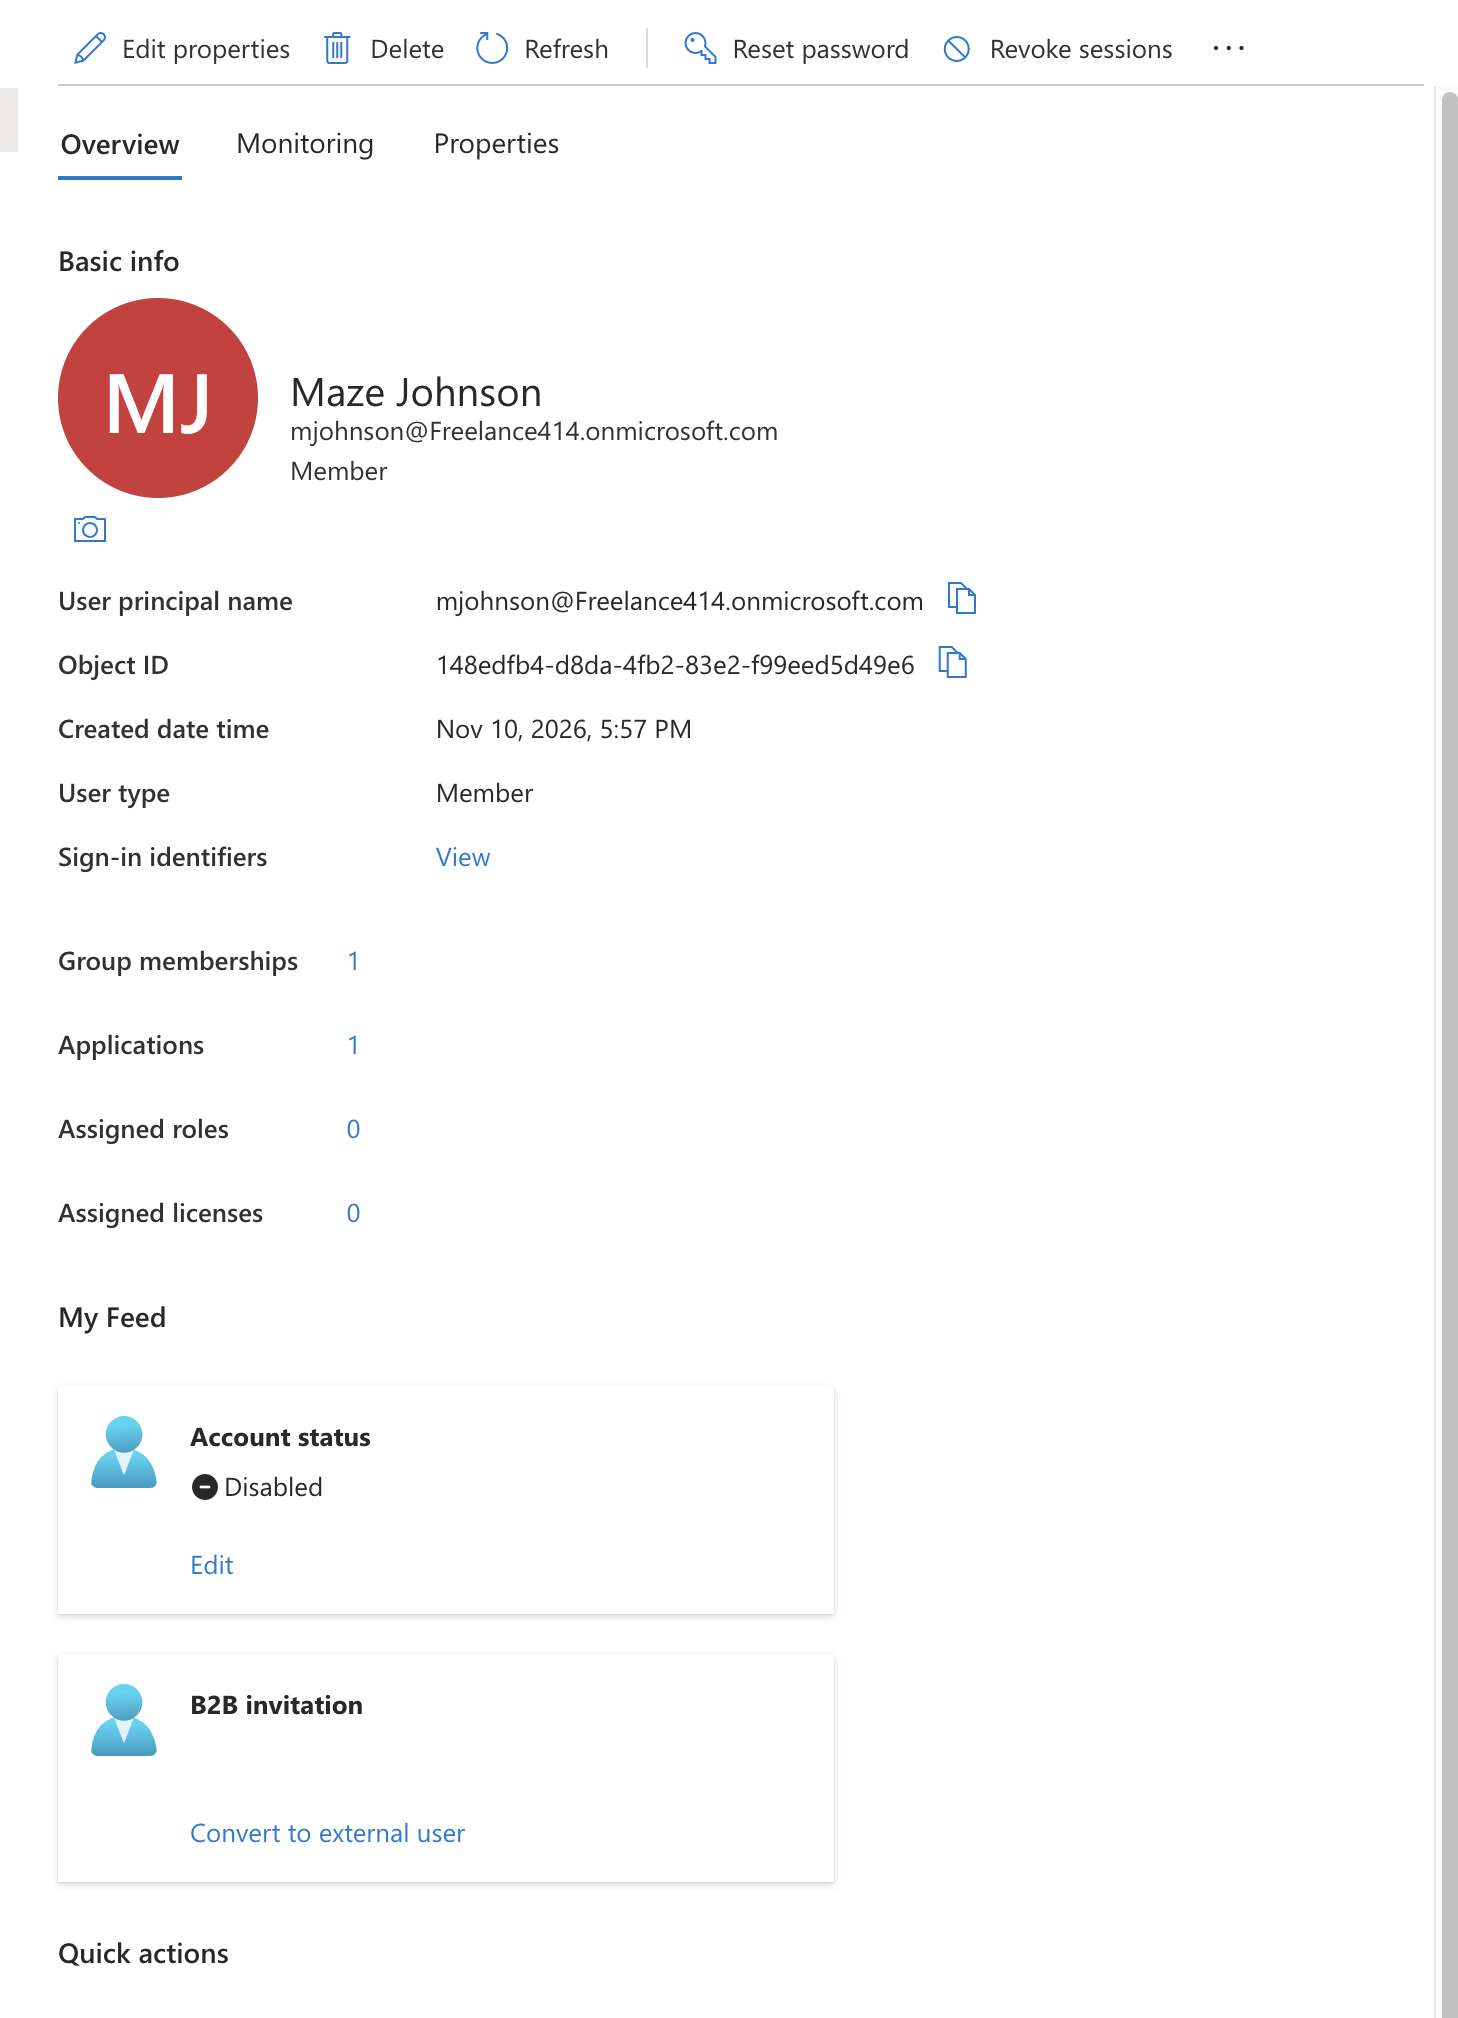 Edit properties Delete Refresh Reset password Revoke sessions ...
Overview Monitoring Properties
Basic info
MJ
Maze Johnson
mjohnson@Freelance414.onmicrosoft.com
Member
User principal name mjohnson@Freelance414.onmicrosoft.com
Object ID 148edfb4-d8da-4fb2-83e2-f99eed5d49e6
Created date time Nov 10, 2026, 5:57 PM
User type Member
Sign-in identifiers View
Group memberships 1
Applications 1
Assigned roles 0
Assigned licenses 0
My Feed
Account status
Disabled
Edit
B2B invitation
Convert to external user
Quick actions